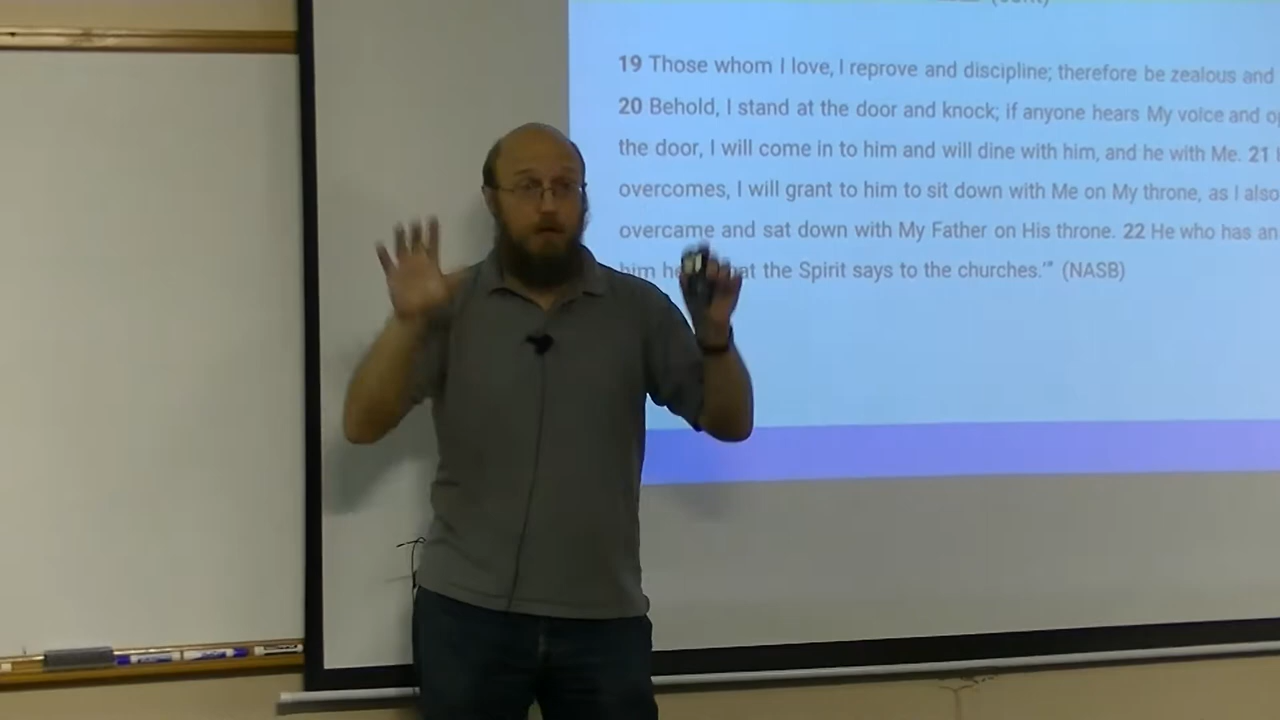 (cont)
19 Those whom I love, I reprove and discipline; therefore be zealous and
20 Behold, I stand at the door and knock; if anyone hears My voice and
the door, I will come in to him and will dine with him, and he with Me. 21
overcomes, I will grant to him to sit down with Me on My throne, as I also
overcame and sat down with My Father on His throne. 22 He who has an
him at the Spirit says to the churches.'" (NASB)